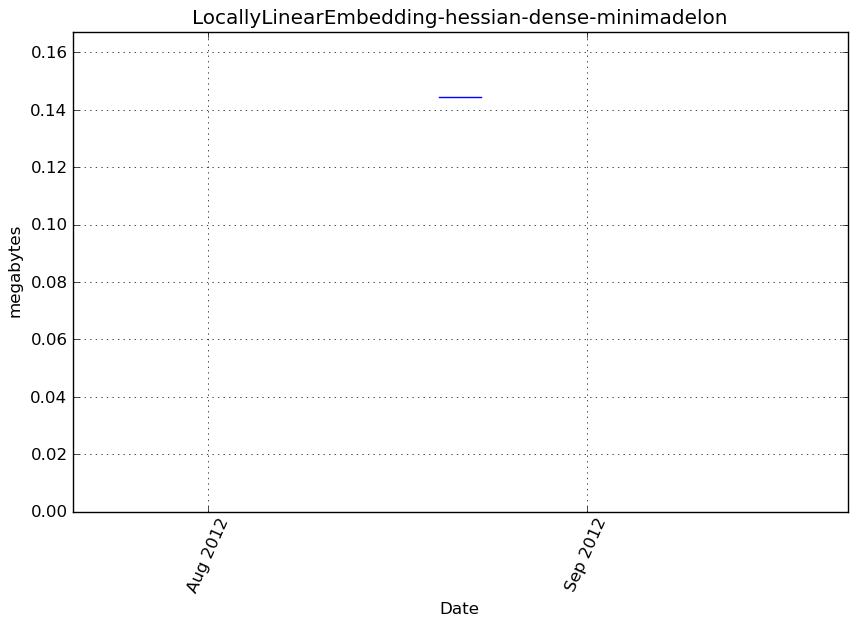 LocallyLinearEmbedding-hessian-dense-minimadelon
0.16
0.14
0.12
0.10
0.08
0.06
0.04
0.02
0.00
megabytes
Aug 2012
Sep 2012
Date